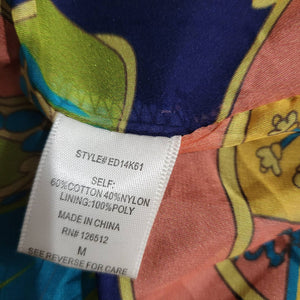 STYLE# ED14K61
SELF:
60%COTTON 40%NYLON
LINING:100%POLY
MADE IN CHINA
RN# 126512
M
SEE REVERSE FOR CARE